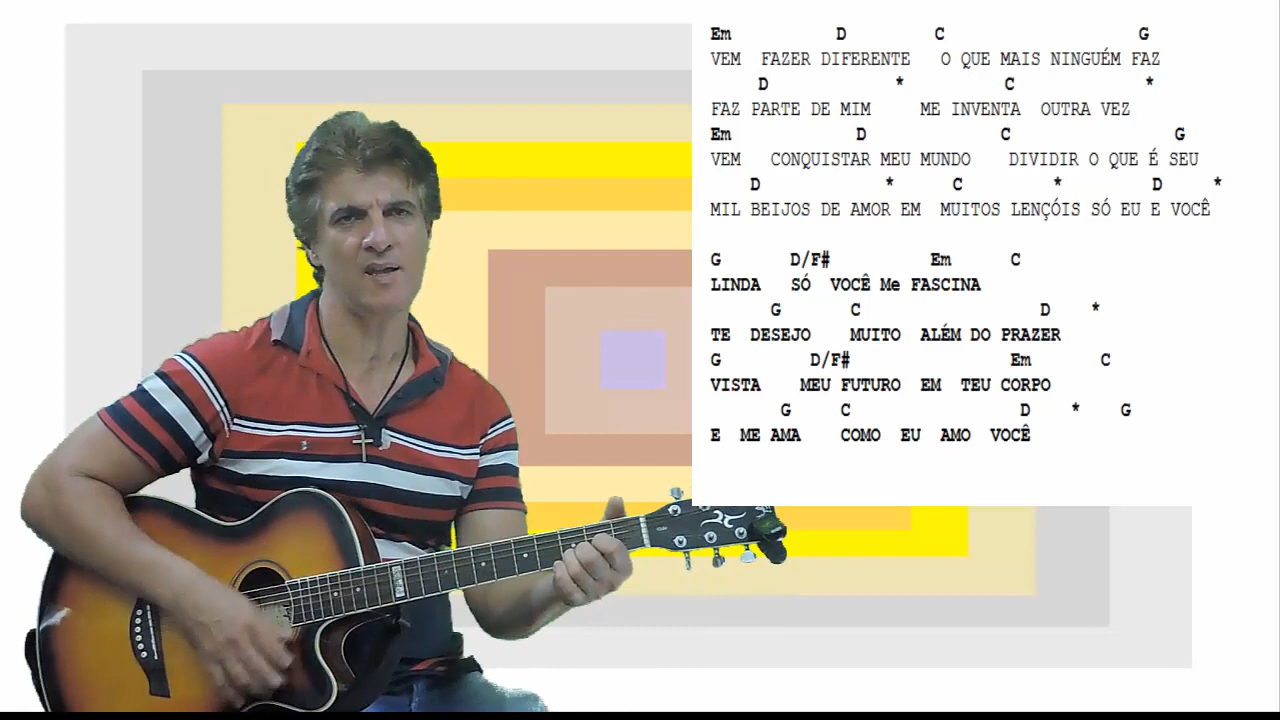 Em D C G
VEM FAZER DIFERENTE O QUE MAIS NINGUÉM FAZ
D * C *
FAZ PARTE DE MIM ME INVENTA OUTRA VEZ
Em D C G
VEM CONQUISTAR MEU MUNDO DIVIDIR O QUE É SEU
D * C * D *
MIL BEIJOS DE AMOR EM MUITOS LENÇÓIS SÓ EU E VOCÊ
G D/F# Em C
LINDA SÓ VOCÊ Me FASCINA
G C D *
TE DESEJO MUITO ALÉM DO PRAZER
G D/F# Em C
VISTA MEU FUTURO EM TEU CORPO
G C D * G
E ME AMA COMO EU AMO VOCÊ